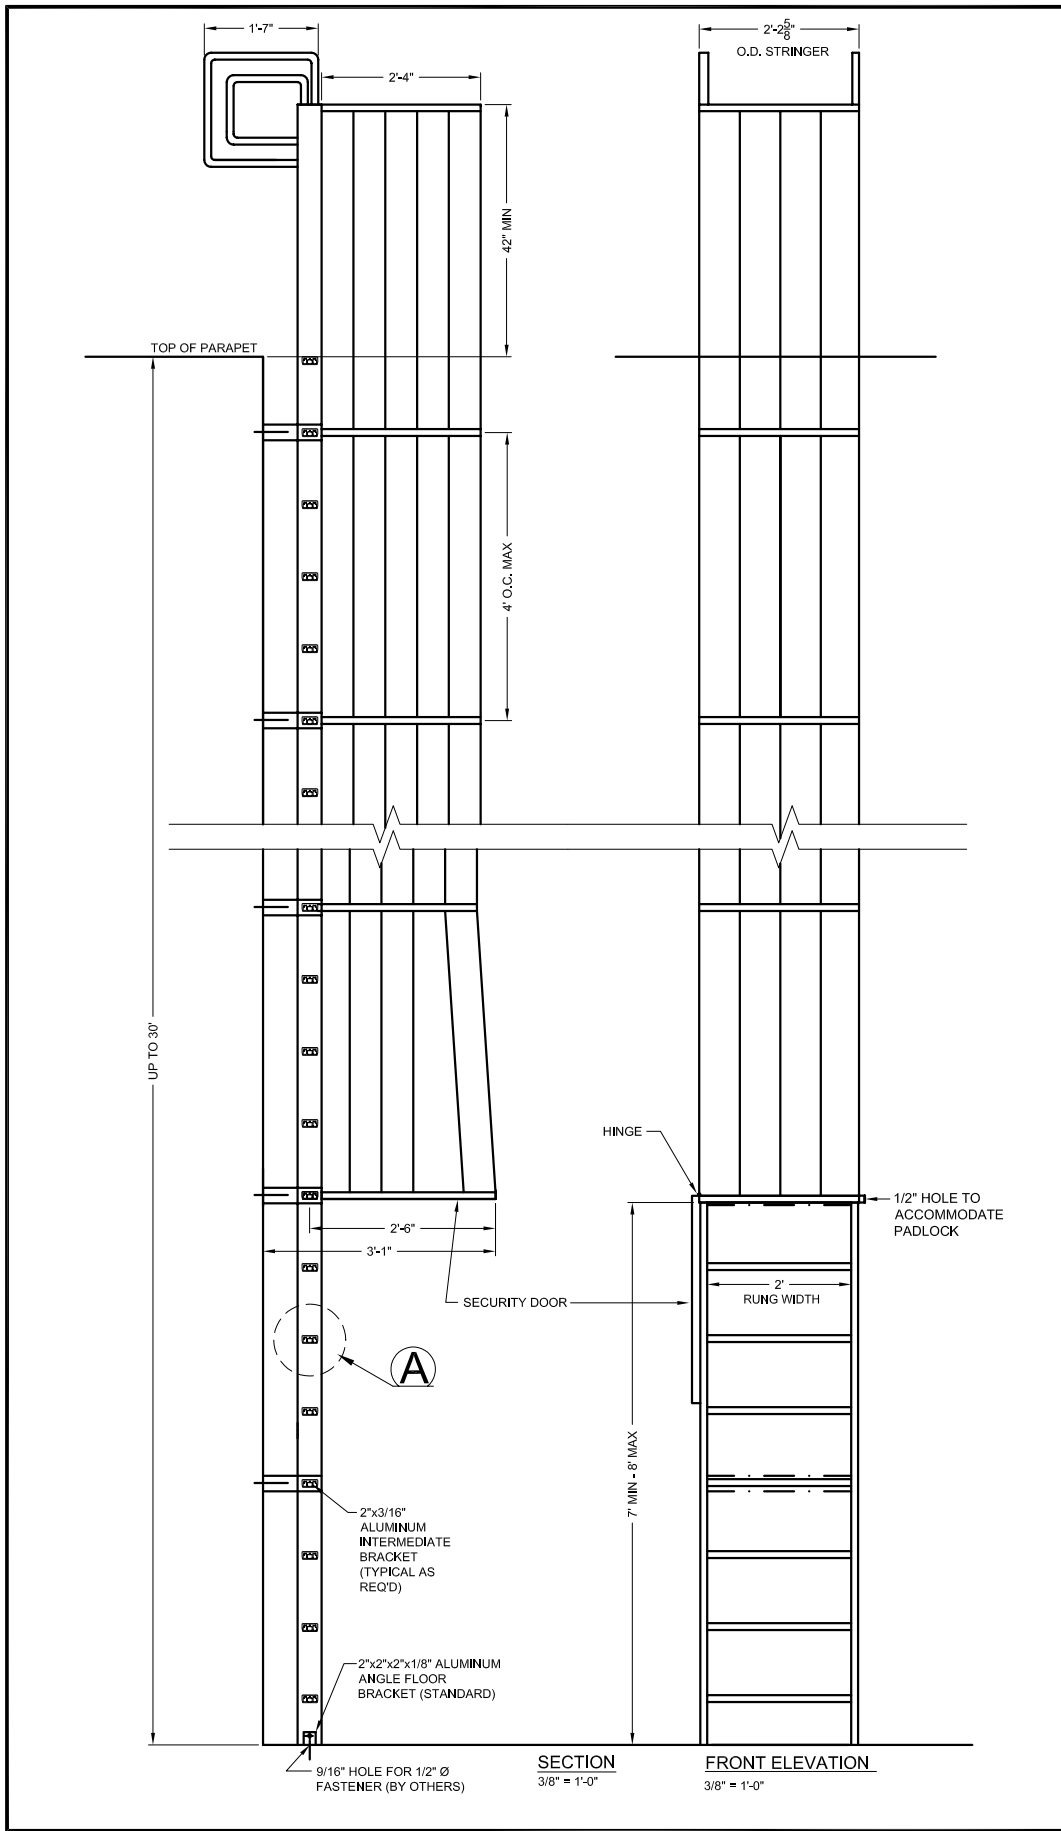 1'-7"
2'-2 5/8"
O.D. STRINGER
2'-4"
42" MIN
TOP OF PARAPET
4' O.C. MAX
UP TO 30'
HINGE
1/2" HOLE TO
ACCOMMODATE
PADLOCK
2'-6"
3'-1"
SECURITY DOOR
2'
RUNG WIDTH
A
7' MIN - 8' MAX
2"x3/16"
ALUMINUM
INTERMEDIATE
BRACKET
(TYPICAL AS
REQ'D)
2"x2"x2"x1/8" ALUMINUM
ANGLE FLOOR
BRACKET (STANDARD)
9/16" HOLE FOR 1/2" Ø
FASTENER (BY OTHERS)
SECTION
3/8" = 1'-0"
FRONT ELEVATION
3/8" = 1'-0"